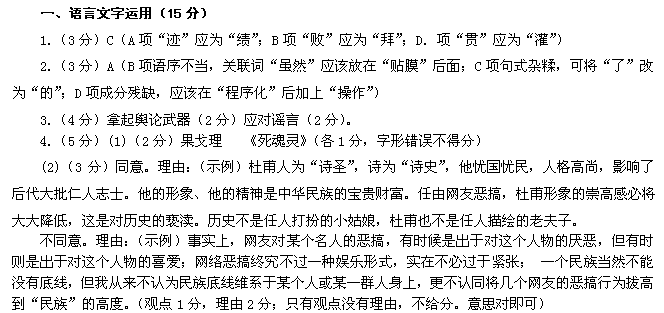 一、语言文字运用（15 分）
1.（3 分）C（A 项“迹”应为“绩”；B 项“败”应为“拜”；D．项“贯”应为“灌”）
2.（3 分）A（B 项语序不当，关联词“虽然”应该放在“贴膜”后面；C 项句式杂糅，可将“了”改
为“的”；D 项成分残缺，应该在“程序化”后加上“操作”）
3.（4 分）拿起舆论武器（2 分）应对谣言（2 分）。
4.（5 分）(1)（2 分）果戈理　　《死魂灵》（各 1 分，字形错误不得分）
(2)（3 分）同意。理由：（示例）杜甫人为“诗圣”，诗为“诗史”，他忧国忧民，人格高尚，影响了
后代大批仁人志士。他的形象、他的精神是中华民族的宝贵财富。任由网友恶搞，杜甫形象的崇高感必将
大大降低，这是对历史的亵渎。历史不是任人打扮的小姑娘，杜甫也不是任人描绘的老夫子。
不同意。理由：（示例）事实上，网友对某个名人的恶搞，有时候是出于对这个人物的厌恶，但有时
则是出于对这个人物的喜爱；网络恶搞终究不过一种娱乐形式，实在不必过于紧张； 一个民族当然不能
没有底线，但我从来不认为民族底线维系于某个人或某一群人身上，更不认同将几个网友的恶搞行为拔高
到“民族”的高度。（观点 1 分，理由 2 分；只有观点没有理由，不给分。意思对即可）